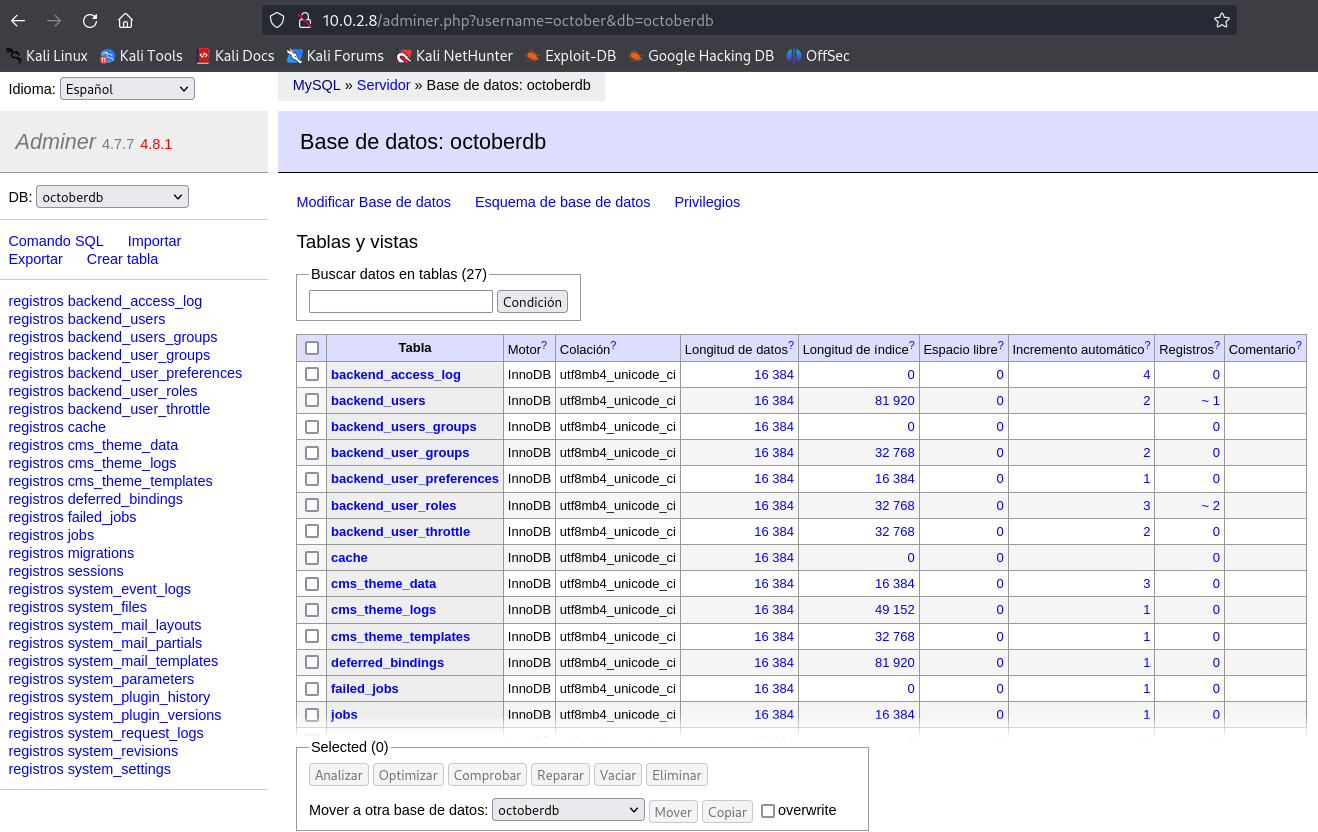 10.0.2.8/adminer.php?username=october&db=octoberdb
Kali Linux Kali Tools Kali Docs Kali Forums Kali NetHunter Exploit-DB Google Hacking DB OffSec
Idioma: Español
MySQL » Servidor » Base de datos: octoberdb
Adminer 4.7.7 4.8.1
Base de datos: octoberdb
DB: octoberdb
Comando SQL Importar
Exportar Crear tabla
registros backend_access_log
registros backend_users
registros backend_users_groups
registros backend_user_groups
registros backend_user_preferences
registros backend_user_roles
registros backend_user_throttle
registros cache
registros cms_theme_data
registros cms_theme_logs
registros cms_theme_templates
registros deferred_bindings
registros failed_jobs
registros jobs
registros migrations
registros sessions
registros system_event_logs
registros system_files
registros system_mail_layouts
registros system_mail_partials
registros system_mail_templates
registros system_parameters
registros system_plugin_history
registros system_plugin_versions
registros system_request_logs
registros system_revisions
registros system_settings
Modificar Base de datos Esquema de base de datos Privilegios
Tablas y vistas
Buscar datos en tablas (27)
Condición
Tabla Motor? Colación? Longitud de datos? Longitud de índice? Espacio libre? Incremento automático? Registros? Comentario?
backend_access_log InnoDB utf8mb4_unicode_ci 16 384 0 0 4 0
backend_users InnoDB utf8mb4_unicode_ci 16 384 81 920 0 2 ~ 1
backend_users_groups InnoDB utf8mb4_unicode_ci 16 384 0 0 0
backend_user_groups InnoDB utf8mb4_unicode_ci 16 384 32 768 0 2 0
backend_user_preferences InnoDB utf8mb4_unicode_ci 16 384 16 384 0 1 0
backend_user_roles InnoDB utf8mb4_unicode_ci 16 384 32 768 0 3 ~ 2
backend_user_throttle InnoDB utf8mb4_unicode_ci 16 384 32 768 0 2 0
cache InnoDB utf8mb4_unicode_ci 16 384 0 0 0
cms_theme_data InnoDB utf8mb4_unicode_ci 16 384 16 384 0 3 0
cms_theme_logs InnoDB utf8mb4_unicode_ci 16 384 49 152 0 1 0
cms_theme_templates InnoDB utf8mb4_unicode_ci 16 384 32 768 0 1 0
deferred_bindings InnoDB utf8mb4_unicode_ci 16 384 81 920 0 1 0
failed_jobs InnoDB utf8mb4_unicode_ci 16 384 0 0 1 0
jobs InnoDB utf8mb4_unicode_ci 16 384 16 384 0 1 0
Selected (0)
Analizar Optimizar Comprobar Reparar Vaciar Eliminar
Mover a otra base de datos: octoberdb Mover Copiar overwrite